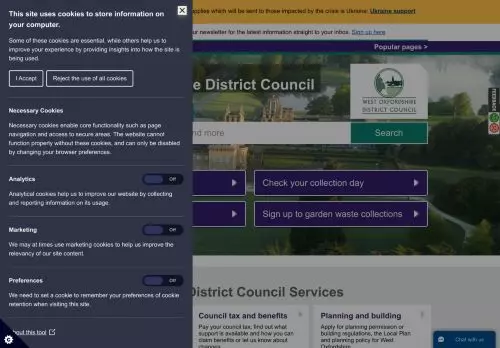 This site uses cookies to store information on
your computer.
Some of these cookies are essential, while others help us to
improve your experience by providing insights into how the site is
being used.
I Accept
Reject the use of all cookies
Necessary Cookies
Necessary cookies enable core functionality such as page
navigation and access to secure areas. The website cannot
function properly without these cookies, and can only be disabled
by changing your browser preferences.
Analytics
Off
Analytical cookies help us to improve our website by collecting
and reporting information on its usage.
Marketing
Off
We may at times use marketing cookies to help us improve the
relevancy of our site content.
Preferences
Off
We need to set a cookie to remember your preferences of cookie
retention when visiting this site.
About this tool
plies which will be sent to those impacted by the crisis is Ukraine: Ukraine support
ur newsletter for the latest information straight to your inbox. Sign up here
Popular pages >
e District Council
WEST OXFORDSHIRE
DISTRICT COUNCIL
nd more
Search
FEEDBACK
Check your collection day
Sign up to garden waste collections
District Council Services
Council tax and benefits
Pay your council tax, find out what
support is available and how you can
claim benefits or let us know about
changes
Planning and building
Apply for planning permission or
building regulations, the Local Plan
and planning policy for West
Oxfordshire
Chat with us